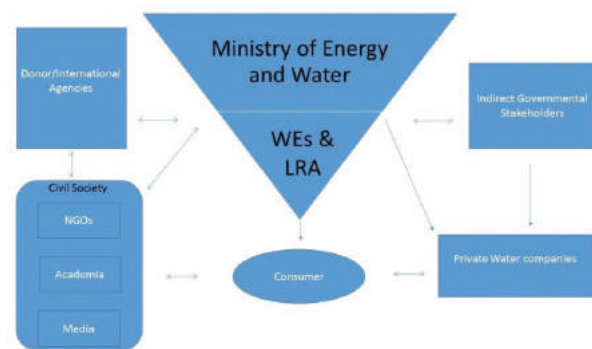 Ministry of Energy
and Water
WEs &
LRA
Donor/International
Agencies
Indirect Governmental
Stakeholders
Civil Society
NGOs
Academia
Media
Consumer
Private Water companies